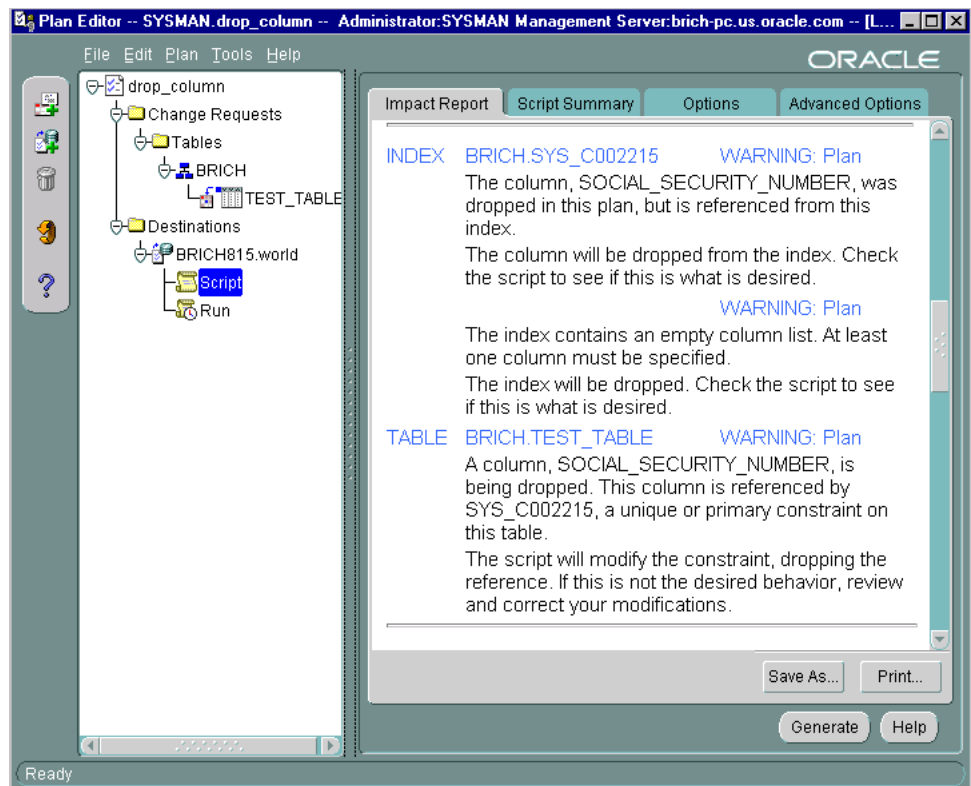 Plan Editor -- SYSMAN.drop_column -- Administrator:SYSMAN Management Server:brich-pc.us.oracle.com -- [L...
File Edit Plan Tools Help
ORACLE
drop_column
Change Requests
Tables
BRICH
TEST_TABLE
Destinations
BRICH815.world
Script
Run
Impact Report Script Summary Options Advanced Options
INDEX BRICH.SYS_C002215 WARNING: Plan
The column, SOCIAL_SECURITY_NUMBER, was
dropped in this plan, but is referenced from this
index.
The column will be dropped from the index. Check
the script to see if this is what is desired.
WARNING: Plan
The index contains an empty column list. At least
one column must be specified.
The index will be dropped. Check the script to see
if this is what is desired.
TABLE BRICH.TEST_TABLE WARNING: Plan
A column, SOCIAL_SECURITY_NUMBER, is
being dropped. This column is referenced by
SYS_C002215, a unique or primary constraint on
this table.
The script will modify the constraint, dropping the
reference. If this is not the desired behavior, review
and correct your modifications.
Save As... Print...
Generate Help
Ready